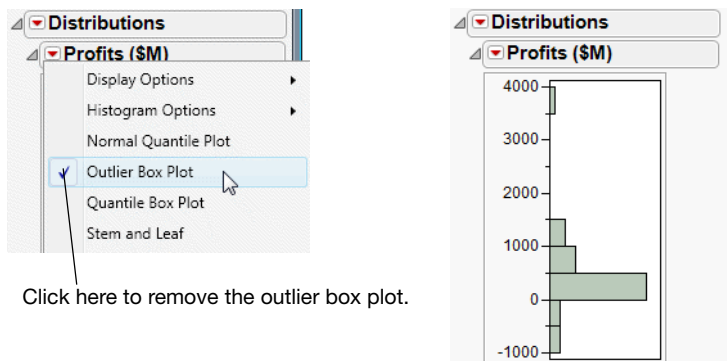 Distributions
Profits ($M)
Display Options
Histogram Options
Normal Quantile Plot
Outlier Box Plot
Quantile Box Plot
Stem and Leaf
Click here to remove the outlier box plot.
Distributions
Profits ($M)
4000
3000
2000
1000
0
-1000